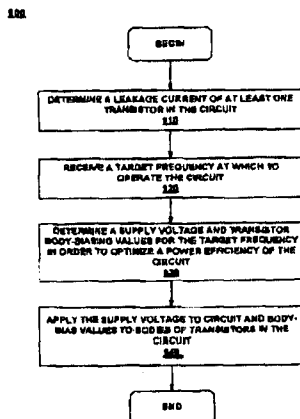 100
BEGIN
DETERMINE A LEAKAGE CURRENT OF AT LEAST ONE
TRANSISTOR IN THE CIRCUIT
110
RECEIVE A TARGET FREQUENCY AT WHICH TO
OPERATE THE CIRCUIT
120
DETERMINE A SUPPLY VOLTAGE AND TRANSISTOR
BODY-BIASING VALUES FOR THE TARGET FREQUENCY
IN ORDER TO OPTIMIZE A POWER EFFICIENCY OF THE
CIRCUIT
130
APPLY THE SUPPLY VOLTAGE TO CIRCUIT AND BODY-
BIAS VALUES TO BODIES OF TRANSISTORS IN THE
CIRCUIT
140
END